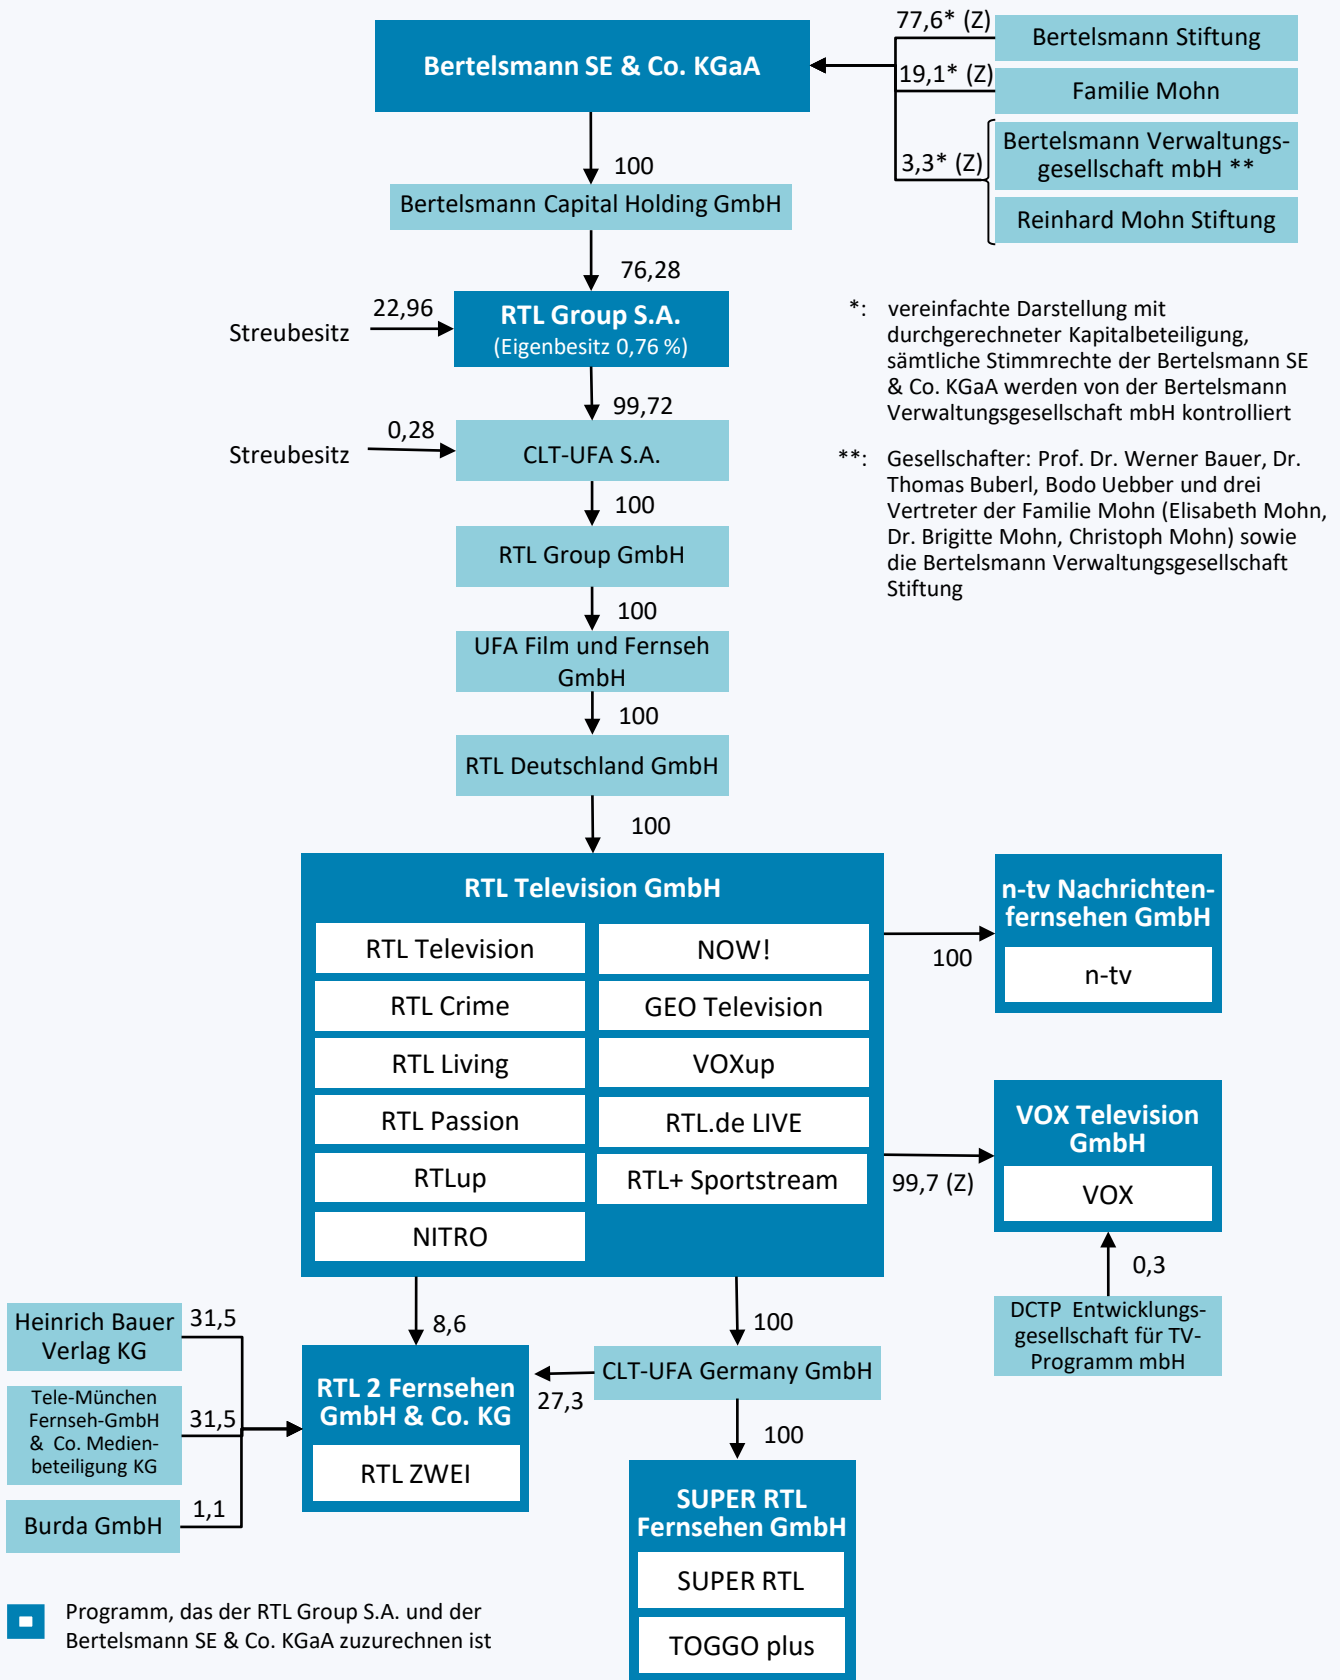 Bertelsmann SE & Co. KGaA
77,6* (Z)
Bertelsmann Stiftung
19,1* (Z)
Familie Mohn
3,3* (Z)
Bertelsmann Verwaltungs-
gesellschaft mbH **
Reinhard Mohn Stiftung
100
Bertelsmann Capital Holding GmbH
76,28
Streubesitz
22,96
RTL Group S.A.
(Eigenbesitz 0,76 %)
*: vereinfachte Darstellung mit
durchgerechneter Kapitalbeteiligung,
sämtliche Stimmrechte der Bertelsmann SE
& Co. KGaA werden von der Bertelsmann
Verwaltungsgesellschaft mbH kontrolliert
**: Gesellschafter: Prof. Dr. Werner Bauer, Dr.
Thomas Buberl, Bodo Uebber und drei
Vertreter der Familie Mohn (Elisabeth Mohn,
Dr. Brigitte Mohn, Christoph Mohn) sowie
die Bertelsmann Verwaltungsgesellschaft
Stiftung
99,72
Streubesitz
0,28
CLT-UFA S.A.
100
RTL Group GmbH
100
UFA Film und Fernseh
GmbH
100
RTL Deutschland GmbH
100
RTL Television GmbH
RTL Television
NOW!
RTL Crime
GEO Television
RTL Living
VOXup
RTL Passion
RTL.de LIVE
RTLup
RTL+ Sportstream
NITRO
100
n-tv Nachrichten-
fernsehen GmbH
n-tv
99,7 (Z)
VOX Television
GmbH
VOX
0,3
DCTP Entwicklungs-
gesellschaft für TV-
Programm mbH
8,6
100
Heinrich Bauer
Verlag KG
31,5
Tele-München
Fernseh-GmbH
& Co. Medien-
beteiligung KG
31,5
Burda GmbH
1,1
RTL 2 Fernsehen
GmbH & Co. KG
RTL ZWEI
27,3
CLT-UFA Germany GmbH
100
SUPER RTL
Fernsehen GmbH
SUPER RTL
TOGGO plus
Programm, das der RTL Group S.A. und der
Bertelsmann SE & Co. KGaA zuzurechnen ist